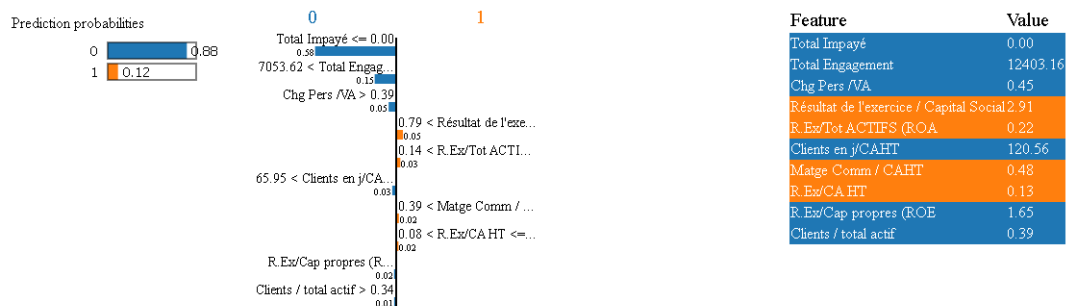 Prediction probabilities
0 0.88
1 0.12
0 1
Total Impayé <= 0.00
0.58
7053.62 < Total Engag...
0.15
Chg Pers /VA > 0.39
0.05
0.79 < Résultat de l'exe...
0.05
0.14 < R.Ex/Tot ACTI...
0.03
65.95 < Clients en j/CA...
0.03
0.39 < Matge Comm / ...
0.02
0.08 < R.Ex/CA HT <=...
0.02
R.Ex/Cap propres (R...
0.02
Clients / total actif > 0.34
0.01
Feature Value
Total Impayé 0.00
Total Engagement 12403.16
Chg Pers /VA 0.45
Résultat de l'exercice / Capital Social 2.91
R.Ex/Tot ACTIFS (ROA 0.22
Clients en j/CAHT 120.56
Matge Comm / CAHT 0.48
R.Ex/CA HT 0.13
R.Ex/Cap propres (ROE 1.65
Clients / total actif 0.39